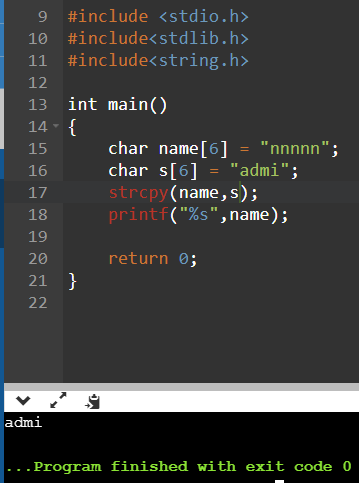 9 #include <stdio.h>
10 #include<stdlib.h>
11 #include<string.h>
12
13 int main()
14 {
15 char name[6] = "nnnnn";
16 char s[6] = "admi";
17 strcpy(name,s);
18 printf("%s",name);
19
20 return 0;
21 }
22
admi
...Program finished with exit code 0